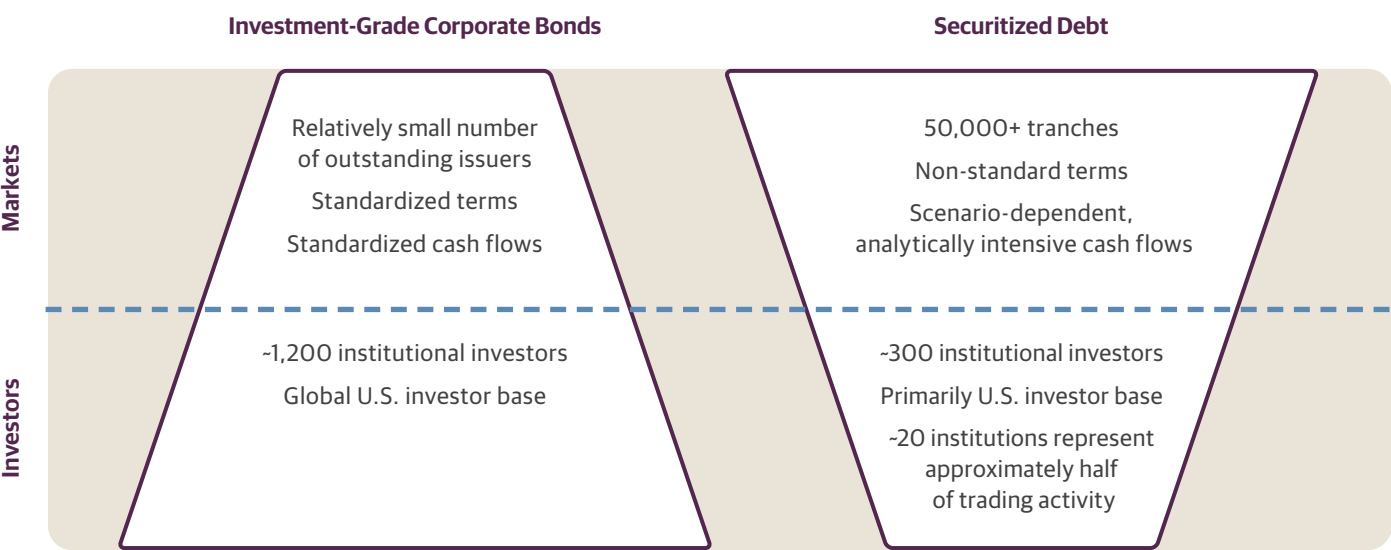 Investment-Grade Corporate Bonds
Securitized Debt
Markets
Relatively small number
of outstanding issuers
Standardized terms
Standardized cash flows
50,000+ tranches
Non-standard terms
Scenario-dependent,
analytically intensive cash flows
Investors
~1,200 institutional investors
Global U.S. investor base
~300 institutional investors
Primarily U.S. investor base
~20 institutions represent
approximately half
of trading activity